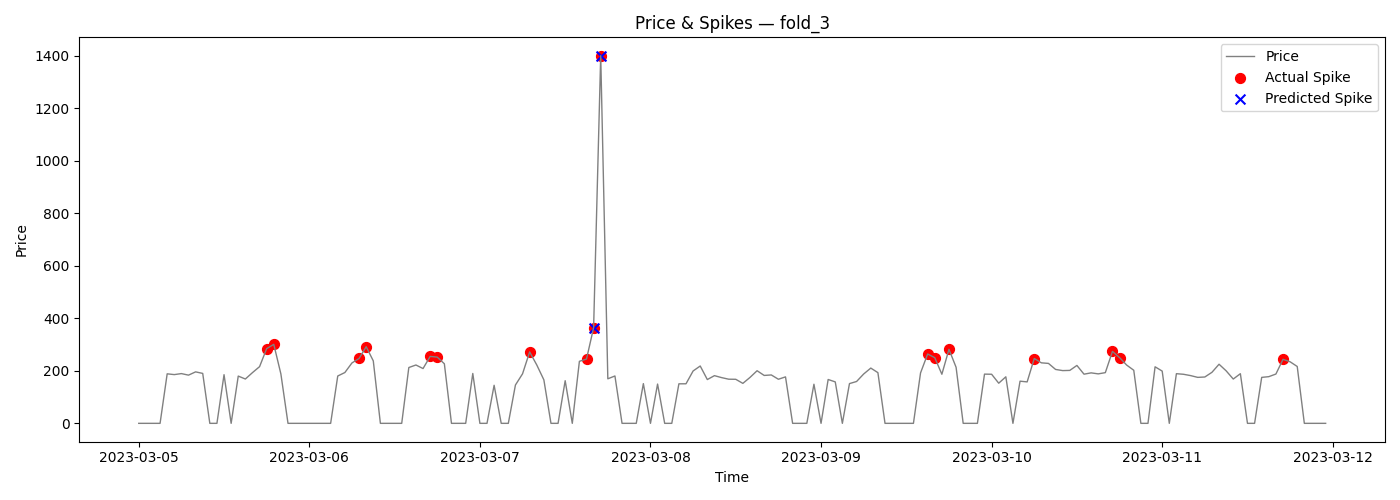 Price & Spikes — fold_3
Price
Actual Spike
Predicted Spike
1400
1200
1000
800
600
400
200
0
Price
2023-03-05 2023-03-06 2023-03-07 2023-03-08 2023-03-09 2023-03-10 2023-03-11 2023-03-12
Time